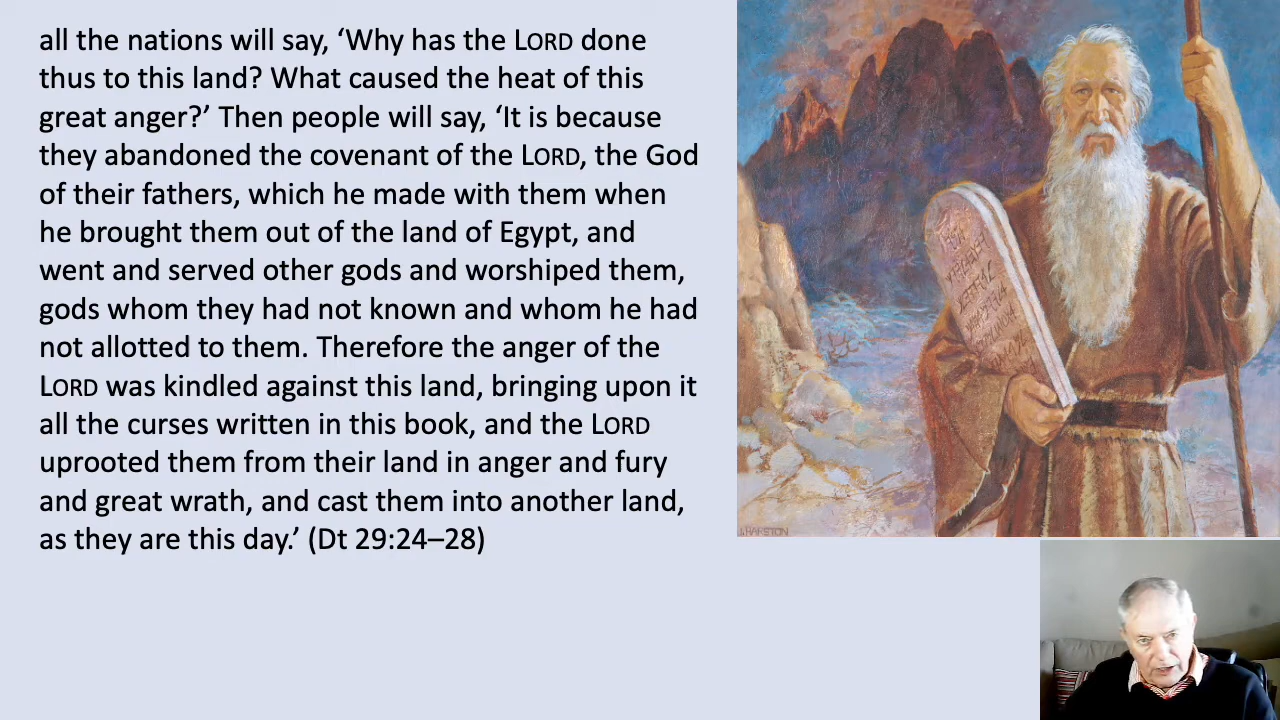 all the nations will say, ‘Why has the LORD done
thus to this land? What caused the heat of this
great anger?’ Then people will say, ‘It is because
they abandoned the covenant of the LORD, the God
of their fathers, which he made with them when
he brought them out of the land of Egypt, and
went and served other gods and worshiped them,
gods whom they had not known and whom he had
not allotted to them. Therefore the anger of the
LORD was kindled against this land, bringing upon it
all the curses written in this book, and the LORD
uprooted them from their land in anger and fury
and great wrath, and cast them into another land,
as they are this day.’ (Dt 29:24–28)
J.HARSTON